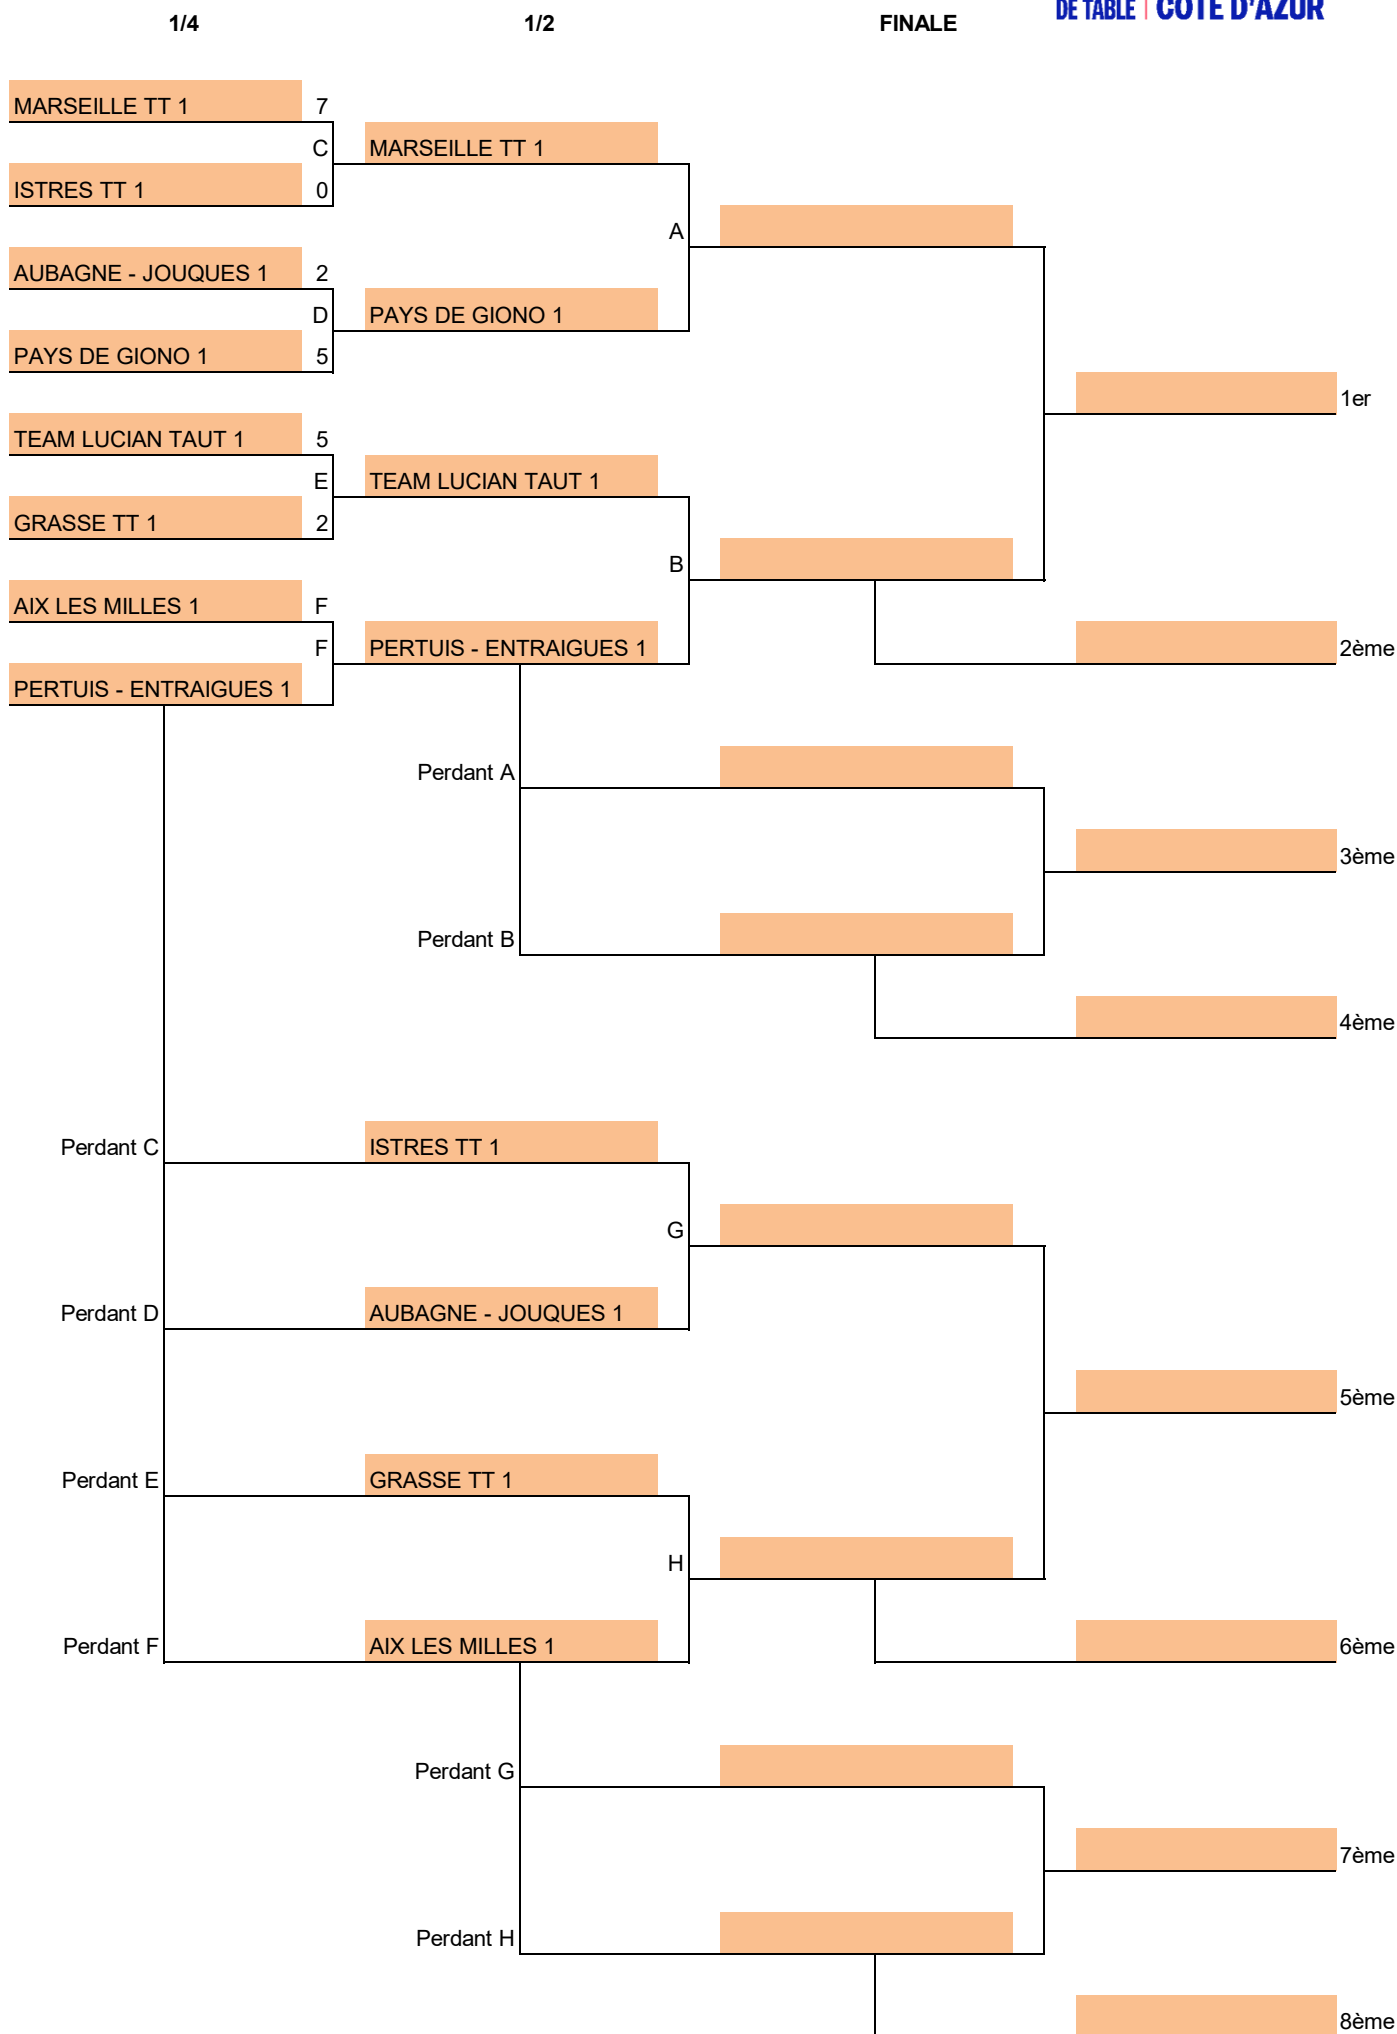 DE TABLE | CÔTE D'AZUR
1/4 1/2 FINALE
MARSEILLE TT 1 7
C MARSEILLE TT 1
ISTRES TT 1 0
A
AUBAGNE - JOUQUES 1 2
D PAYS DE GIONO 1
PAYS DE GIONO 1 5
1er
TEAM LUCIAN TAUT 1 5
E TEAM LUCIAN TAUT 1
GRASSE TT 1 2
B
AIX LES MILLES 1 F
F PERTUIS - ENTRAIGUES 1 2ème
PERTUIS - ENTRAIGUES 1
Perdant A
3ème
Perdant B
4ème
Perdant C ISTRES TT 1
G
Perdant D AUBAGNE - JOUQUES 1
5ème
Perdant E GRASSE TT 1
H
Perdant F AIX LES MILLES 1 6ème
Perdant G
7ème
Perdant H
8ème